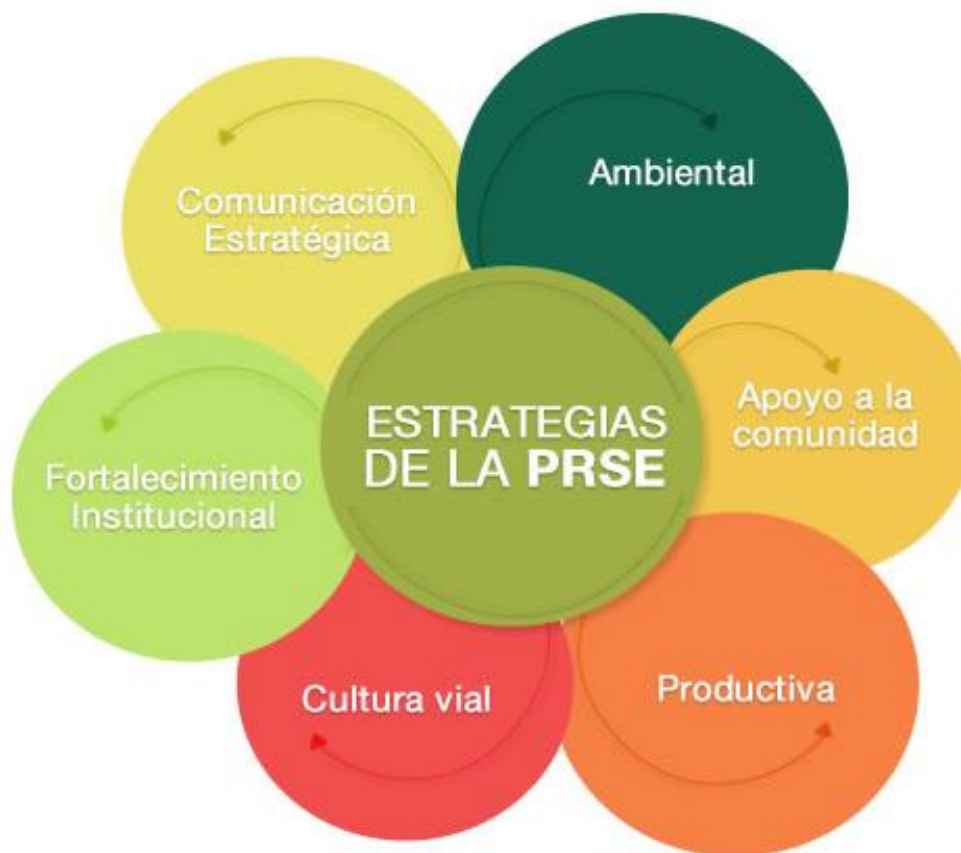 Comunicación
Estratégica
Ambiental
Apoyo a la
comunidad
ESTRATEGIAS
DE LA PRSE
Fortalecimiento
Institucional
Cultura vial
Productiva